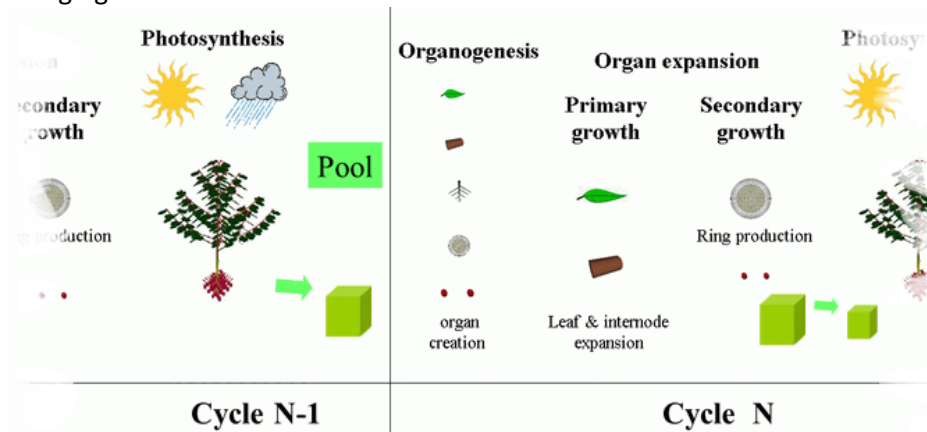 Photosynthesis
Pool
production
Cycle N-1
Organogenesis
organ
creation
Organ expansion
Primary
growth
Leaf & internode
expansion
Secondary
growth
Ring production
Cycle N